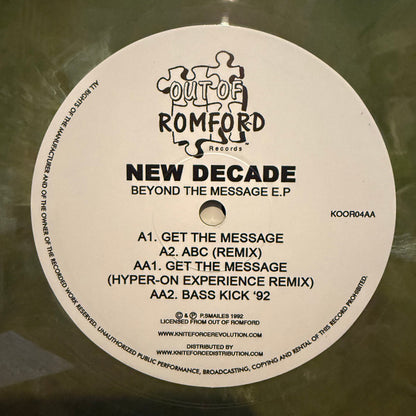 OUT OF
ROMFORD
Records
TM
NEW DECADE
BEYOND THE MESSAGE E.P
KOOR04AA
A1. GET THE MESSAGE
A2. ABC (REMIX)
AA1. GET THE MESSAGE
(HYPER-ON EXPERIENCE REMIX)
AA2. BASS KICK '92
© & ℗ P.SMAILES 1992
LICENSED FROM OUT OF ROMFORD
WWW.KNITEFORCEREVOLUTION.COM
DISTRIBUTED BY
WWW.KNITEFORCEDISTRIBUTION.COM
ALL RIGHTS OF THE MANUFACTURER AND OF THE OWNER OF THE RECORDED WORK RESERVED. UNAUTHORIZED PUBLIC PERFORMANCE, BROADCASTING, COPYING AND RENTAL OF THIS RECORD PROHIBITED.